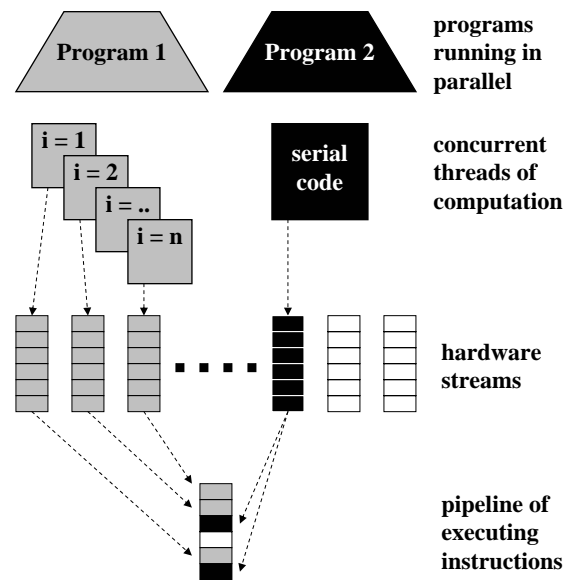 Program 1
Program 2
programs
running in
parallel
i = 1
i = 2
i = ..
i = n
serial
code
concurrent
threads of
computation
hardware
streams
pipeline of
executing
instructions